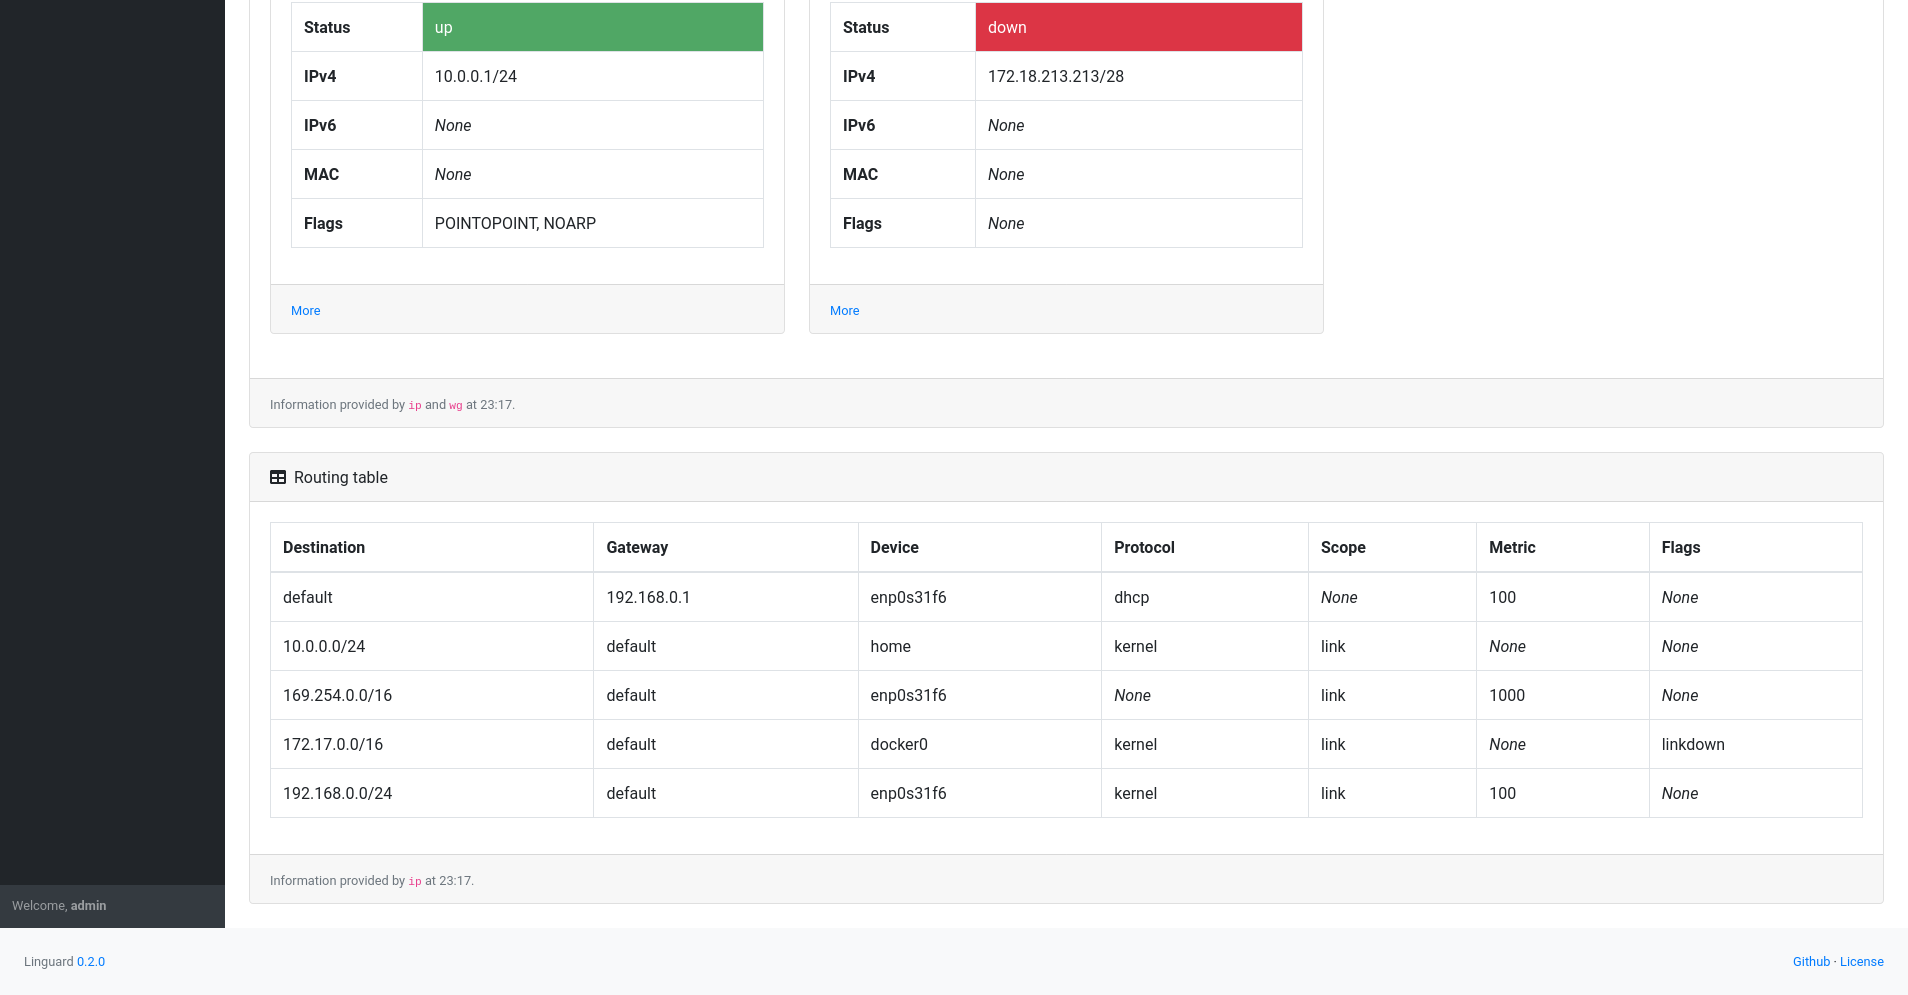 Status up
IPv4 10.0.0.1/24
IPv6 None
MAC None
Flags POINTOPOINT, NOARP
More
Status down
IPv4 172.18.213.213/28
IPv6 None
MAC None
Flags None
More
Information provided by ip and wg at 23:17.
Routing table
Destination Gateway Device Protocol Scope Metric Flags
default 192.168.0.1 enp0s31f6 dhcp None 100 None
10.0.0.0/24 default home kernel link None None
169.254.0.0/16 default enp0s31f6 None link 1000 None
172.17.0.0/16 default docker0 kernel link None linkdown
192.168.0.0/24 default enp0s31f6 kernel link 100 None
Information provided by ip at 23:17.
Welcome, admin
Linguard 0.2.0
Github · License